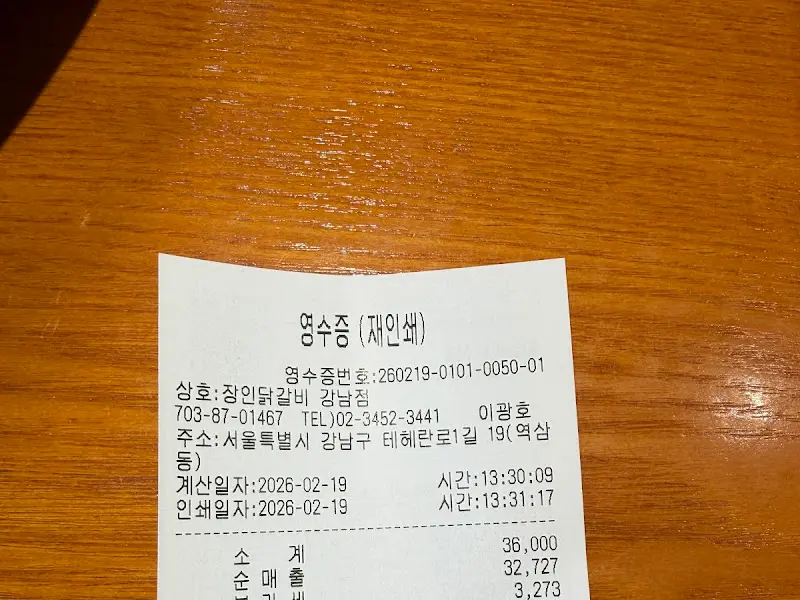 영수증 (재인쇄)
영수증번호:260219-0101-0050-01
상호:장인닭갈비 강남점
703-87-01467 TEL)02-3452-3441 이광호
주소:서울특별시 강남구 테헤란로1길 19(역삼
동)
계산일자:2026-02-19 시간:13:30:09
인쇄일자:2026-02-19 시간:13:31:17
소 계 36,000
순 매 출 32,727
3,273